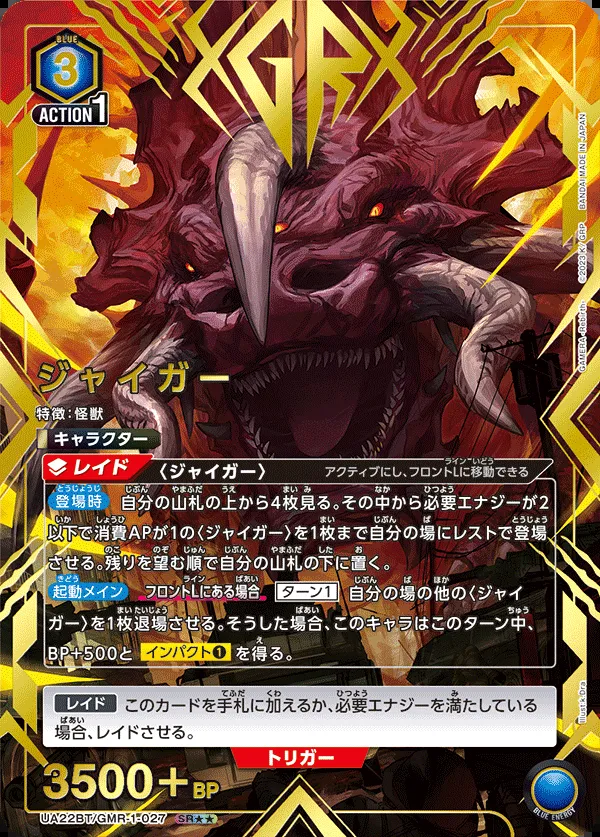 XGRX
BLUE
3
ACTION1
ジャイガー
特徴:怪獣
キャラクター
レイド 〈ジャイガー〉 アクティブにし、フロントLに移動できる
登場時 自分の山札の上から4枚見る。その中から必要エナジーが2
以下で消費APが1の〈ジャイガー〉を1枚まで自分の場にレストで登場
させる。残りを望む順で自分の山札の下に置く。
起動メイン フロントLにある場合 ターン1 自分の場の他の〈ジャイ
ガー〉を1枚退場させる。そうした場合、このキャラはこのターン中、
BP+500と インパクト❶ を得る。
レイド このカードを手札に加えるか、必要エナジーを満たしている
場合、レイドさせる。
トリガー
3500+BP
UA22BT/GMR-1-027 SR★★
BLUE ENERGY
Illust:k'Dra
GAMERA -Rebirth- ©2023 K/GRP BANDAI MADE IN JAPAN